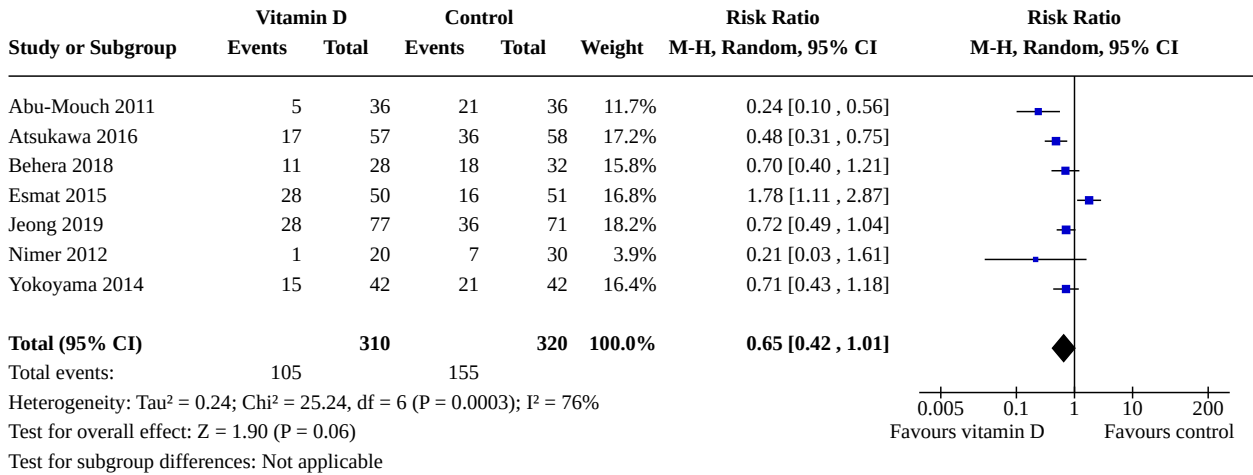 Vitamin D Control Risk Ratio Risk Ratio
Study or Subgroup Events Total Events Total Weight M-H, Random, 95% CI M-H, Random, 95% CI
Abu-Mouch 2011 5 36 21 36 11.7% 0.24 [0.10 , 0.56]
Atsukawa 2016 17 57 36 58 17.2% 0.48 [0.31 , 0.75]
Behera 2018 11 28 18 32 15.8% 0.70 [0.40 , 1.21]
Esmat 2015 28 50 16 51 16.8% 1.78 [1.11 , 2.87]
Jeong 2019 28 77 36 71 18.2% 0.72 [0.49 , 1.04]
Nimer 2012 1 20 7 30 3.9% 0.21 [0.03 , 1.61]
Yokoyama 2014 15 42 21 42 16.4% 0.71 [0.43 , 1.18]
Total (95% CI) 310 320 100.0% 0.65 [0.42 , 1.01]
Total events: 105 155
Heterogeneity: Tau² = 0.24; Chi² = 25.24, df = 6 (P = 0.0003); I² = 76% 0.005 0.1 1 10 200
Test for overall effect: Z = 1.90 (P = 0.06) Favours vitamin D Favours control
Test for subgroup differences: Not applicable